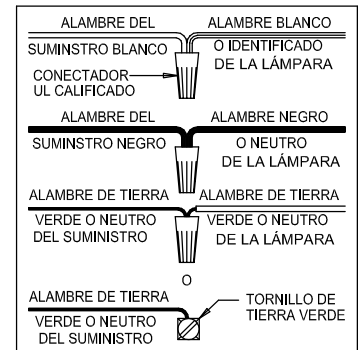 ALAMBRE DEL ALAMBRE BLANCO
SUMINSTRO BLANCO O IDENTIFICADO
DE LA LÁMPARA
CONECTADOR
UL CALIFICADO
ALAMBRE DEL ALAMBRE NEGRO
SUMINSTRO NEGRO O NEUTRO
DE LA LÁMPARA
ALAMBRE DE TIERRA ALAMBRE DE TIERRA
VERDE O NEUTRO VERDE O NEUTRO
DEL SUMINISTRO DE LA LÁMPARA
O
ALAMBRE DE TIERRA TORNILLO DE
TIERRA VERDE
VERDE O NEUTRO
DEL SUMINISTRO